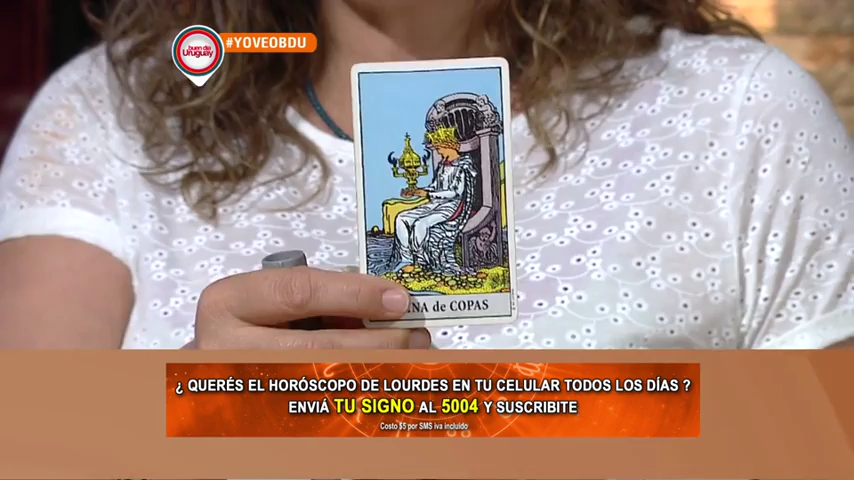 buen día
Uruguay
#YOVEOBDU
NA de COPAS
¿ QUERÉS EL HORÓSCOPO DE LOURDES EN TU CELULAR TODOS LOS DÍAS ?
ENVIÁ TU SIGNO AL 5004 Y SUSCRIBITE
Costo $5 por SMS iva incluido